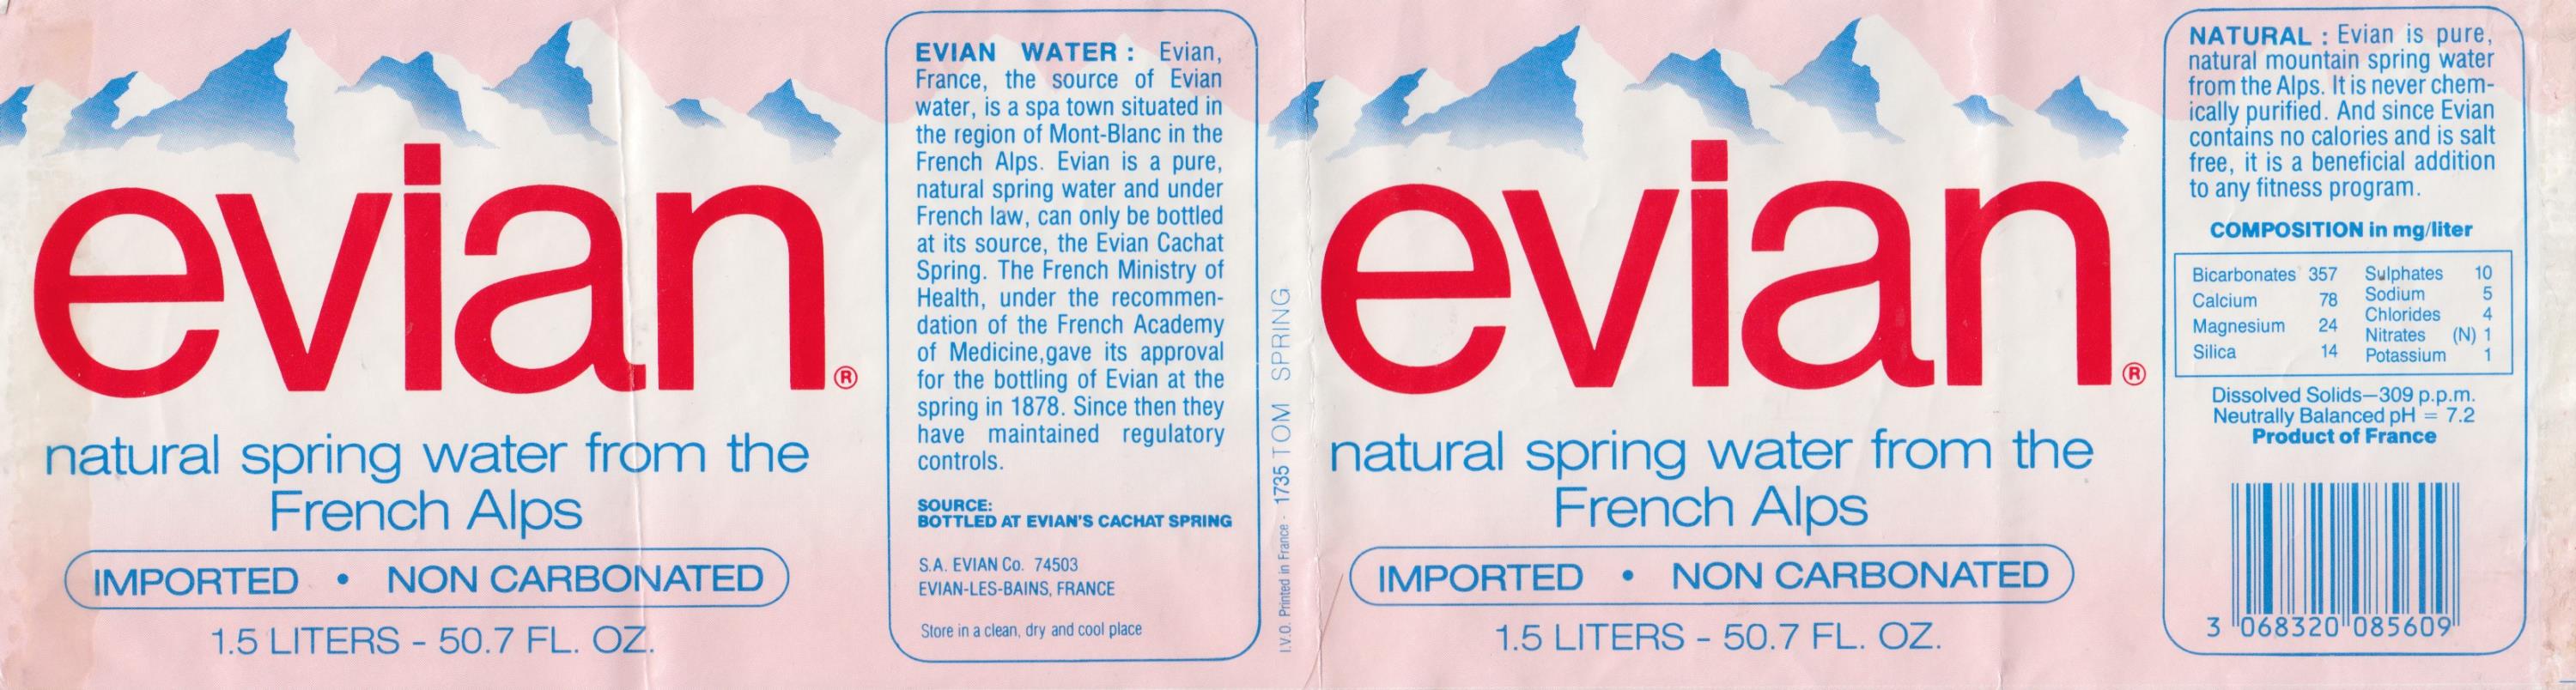 evian®
natural spring water from the
French Alps
IMPORTED • NON CARBONATED
1.5 LITERS - 50.7 FL. OZ.
EVIAN WATER : Evian,
France, the source of Evian
water, is a spa town situated in
the region of Mont-Blanc in the
French Alps. Evian is a pure,
natural spring water and under
French law, can only be bottled
at its source, the Evian Cachat
Spring. The French Ministry of
Health, under the recommen-
dation of the French Academy
of Medicine,gave its approval
for the bottling of Evian at the
spring in 1878. Since then they
have maintained regulatory
controls.
SOURCE:
BOTTLED AT EVIAN'S CACHAT SPRING
S.A. EVIAN Co. 74503
EVIAN-LES-BAINS, FRANCE
Store in a clean, dry and cool place
I.V.O. Printed in France - 1735 TOM SPRING
evian®
natural spring water from the
French Alps
IMPORTED • NON CARBONATED
1.5 LITERS - 50.7 FL. OZ.
NATURAL : Evian is pure,
natural mountain spring water
from the Alps. It is never chem-
ically purified. And since Evian
contains no calories and is salt
free, it is a beneficial addition
to any fitness program.
COMPOSITION in mg/liter
Bicarbonates 357
Calcium 78
Magnesium 24
Silica 14
Sulphates 10
Sodium 5
Chlorides 4
Nitrates (N) 1
Potassium 1
Dissolved Solids—309 p.p.m.
Neutrally Balanced pH = 7.2
Product of France
3 068320 085609